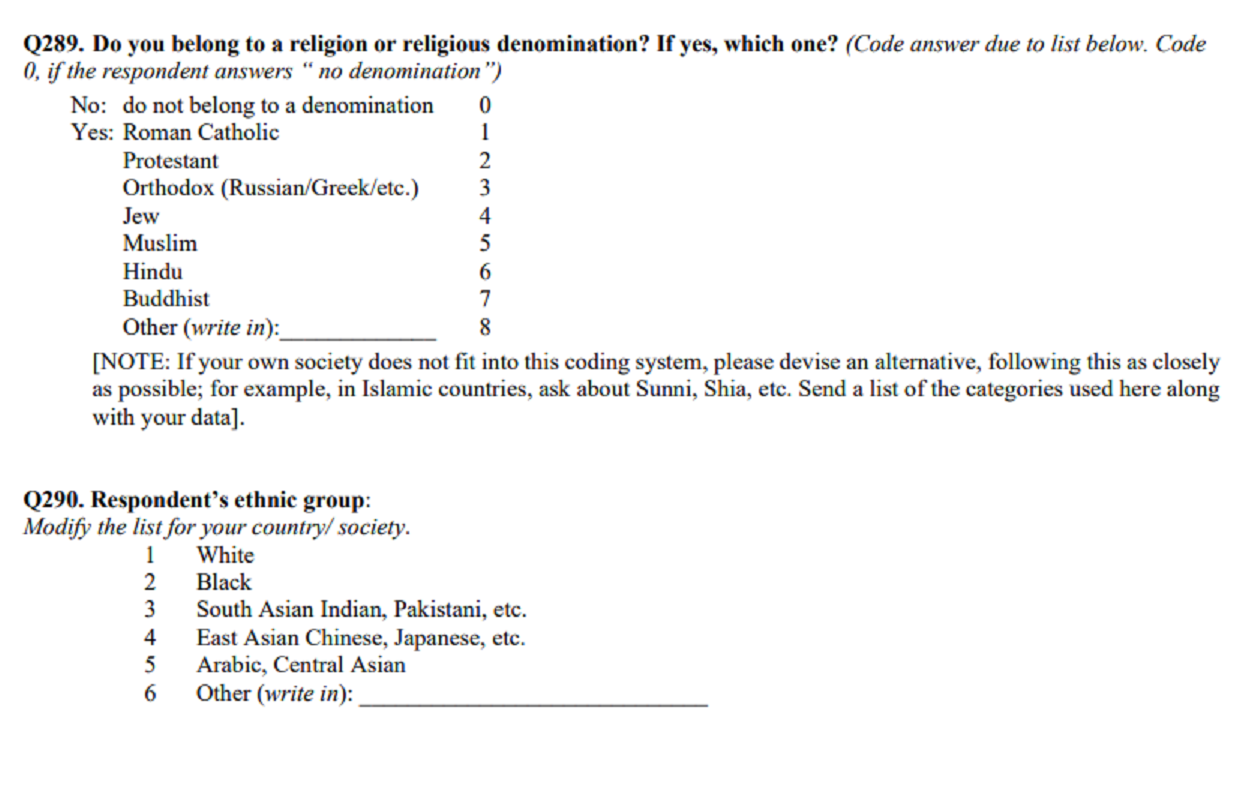 Q289. Do you belong to a religion or religious denomination? If yes, which one? (Code answer due to list below. Code
0, if the respondent answers “ no denomination”)
No: do not belong to a denomination 0
Yes: Roman Catholic 1
Protestant 2
Orthodox (Russian/Greek/etc.) 3
Jew 4
Muslim 5
Hindu 6
Buddhist 7
Other (write in):_______________ 8
[NOTE: If your own society does not fit into this coding system, please devise an alternative, following this as closely
as possible; for example, in Islamic countries, ask about Sunni, Shia, etc. Send a list of the categories used here along
with your data].
Q290. Respondent’s ethnic group:
Modify the list for your country/ society.
1 White
2 Black
3 South Asian Indian, Pakistani, etc.
4 East Asian Chinese, Japanese, etc.
5 Arabic, Central Asian
6 Other (write in): _________________________________